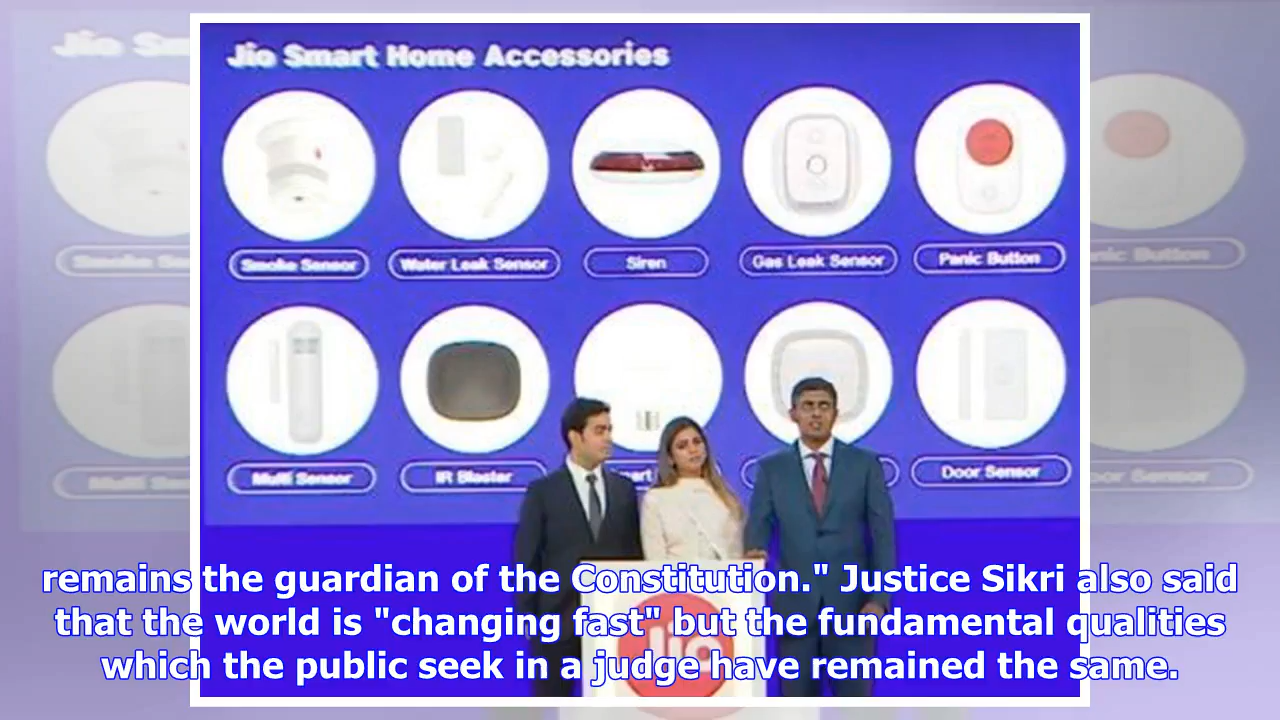 Jio Smart Home Accessories
Smoke Sensor
Water Leak Sensor
Siren
Gas Leak Sensor
Panic Button
Multi Sensor
IR Blaster
Door Sensor
Jio
remains the guardian of the Constitution." Justice Sikri also said
that the world is "changing fast" but the fundamental qualities
which the public seek in a judge have remained the same.